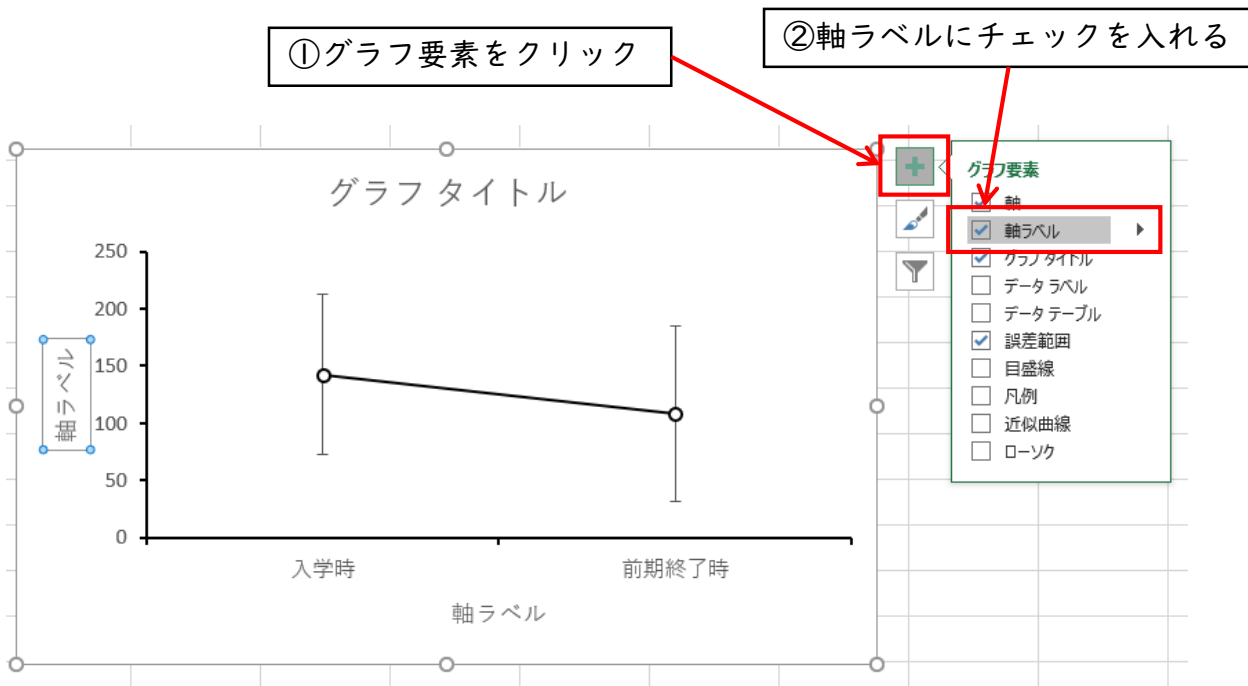 ①グラフ要素をクリック
②軸ラベルにチェックを入れる
グラフ タイトル
250
200
150
100
50
0
軸ラベル
入学時
前期終了時
軸ラベル
グラフ要素
軸
軸ラベル
グラフ タイトル
データ ラベル
データ テーブル
誤差範囲
目盛線
凡例
近似曲線
ローソク